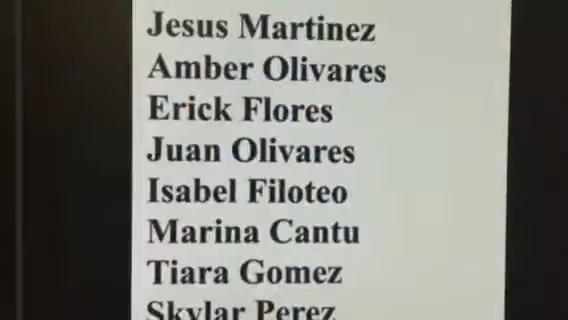 Jesus Martinez
Amber Olivares
Erick Flores
Juan Olivares
Isabel Filoteo
Marina Cantu
Tiara Gomez
Skylar Perez